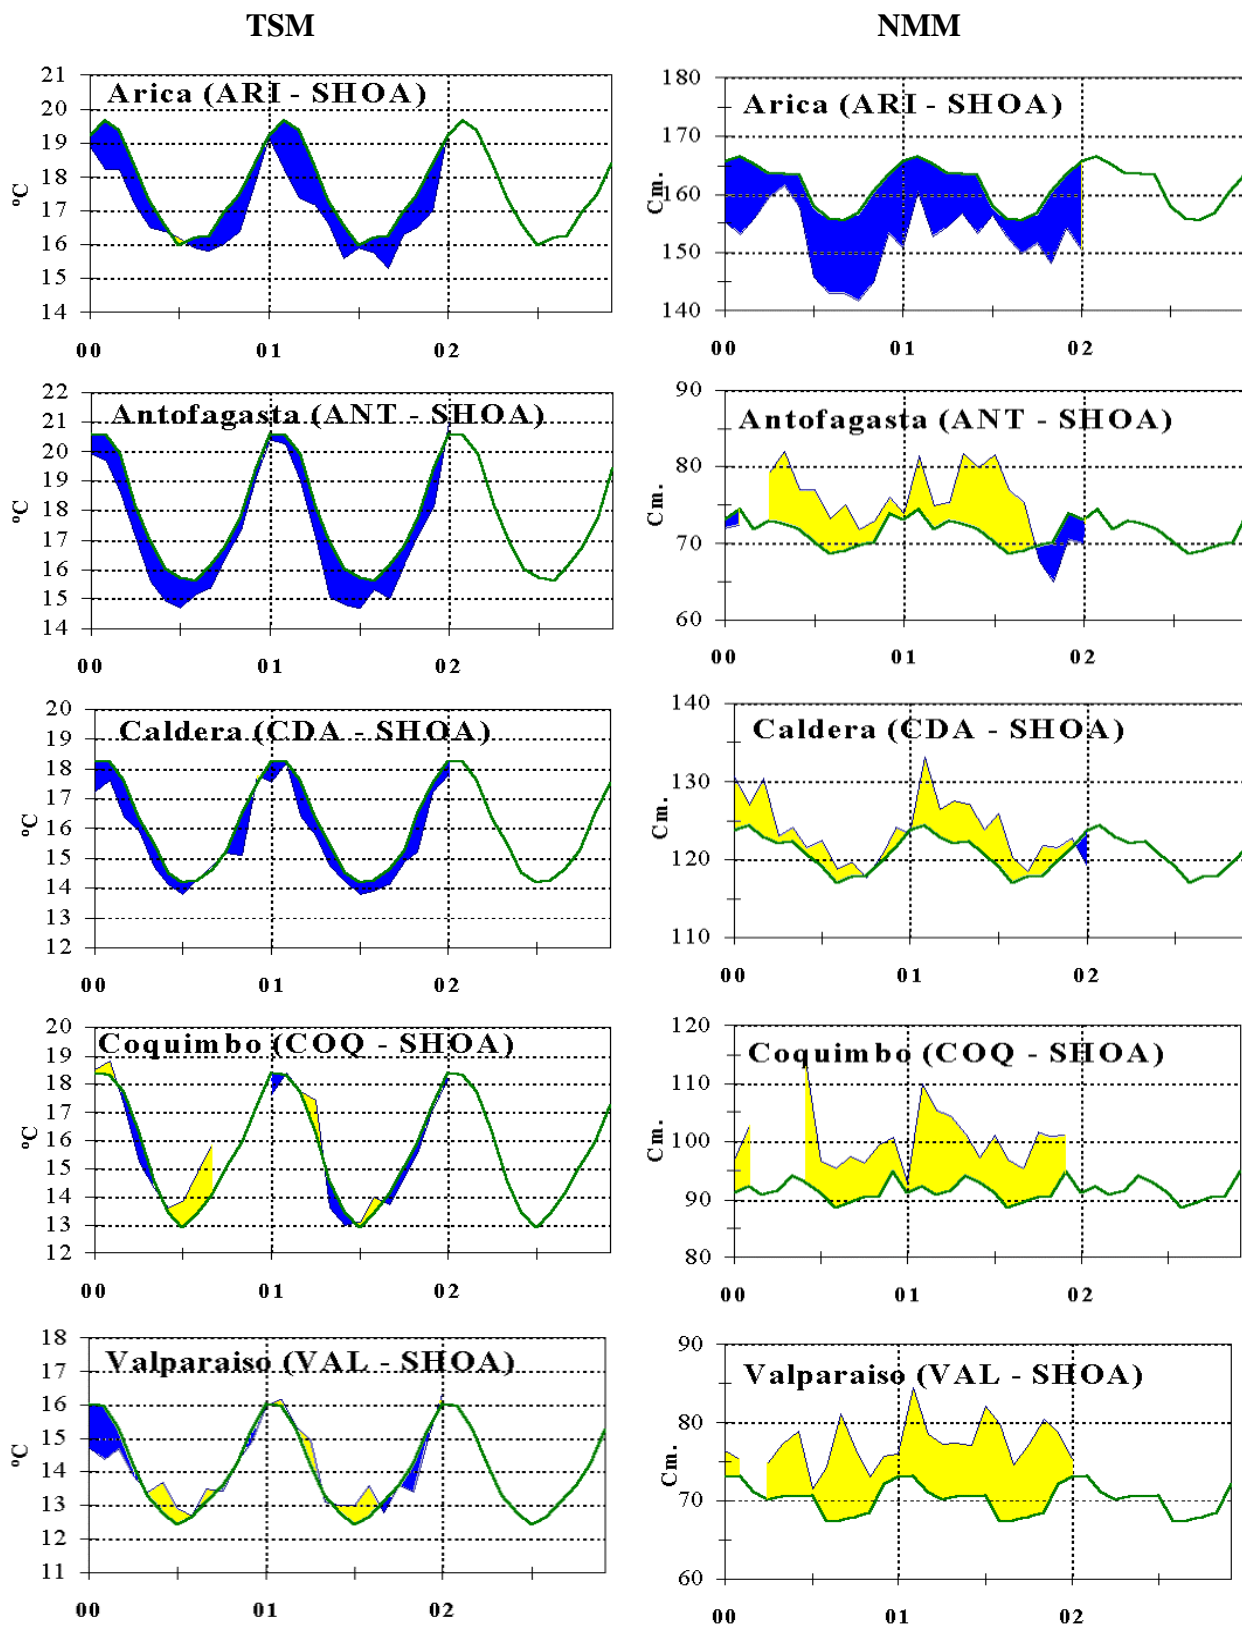 TSM
NMM
Arica (ARI - SHOA)
21
20
19
18
17
16
15
14
ºC
00 01 02
Arica (ARI - SHOA)
180
170
160
150
140
Cm.
00 01 02
Antofagasta (ANT - SHOA)
22
21
20
19
18
17
16
15
14
ºC
00 01 02
Antofagasta (ANT - SHOA)
90
80
70
60
Cm.
00 01 02
Caldera (CDA - SHOA)
20
19
18
17
16
15
14
13
12
ºC
00 01 02
Caldera (CDA - SHOA)
140
130
120
110
Cm.
00 01 02
Coquimbo (COQ - SHOA)
20
19
18
17
16
15
14
13
12
ºC
00 01 02
Coquimbo (COQ - SHOA)
120
110
100
90
80
Cm.
00 01 02
Valparaiso (VAL - SHOA)
18
17
16
15
14
13
12
11
ºC
00 01 02
Valparaiso (VAL - SHOA)
90
80
70
60
Cm.
00 01 02